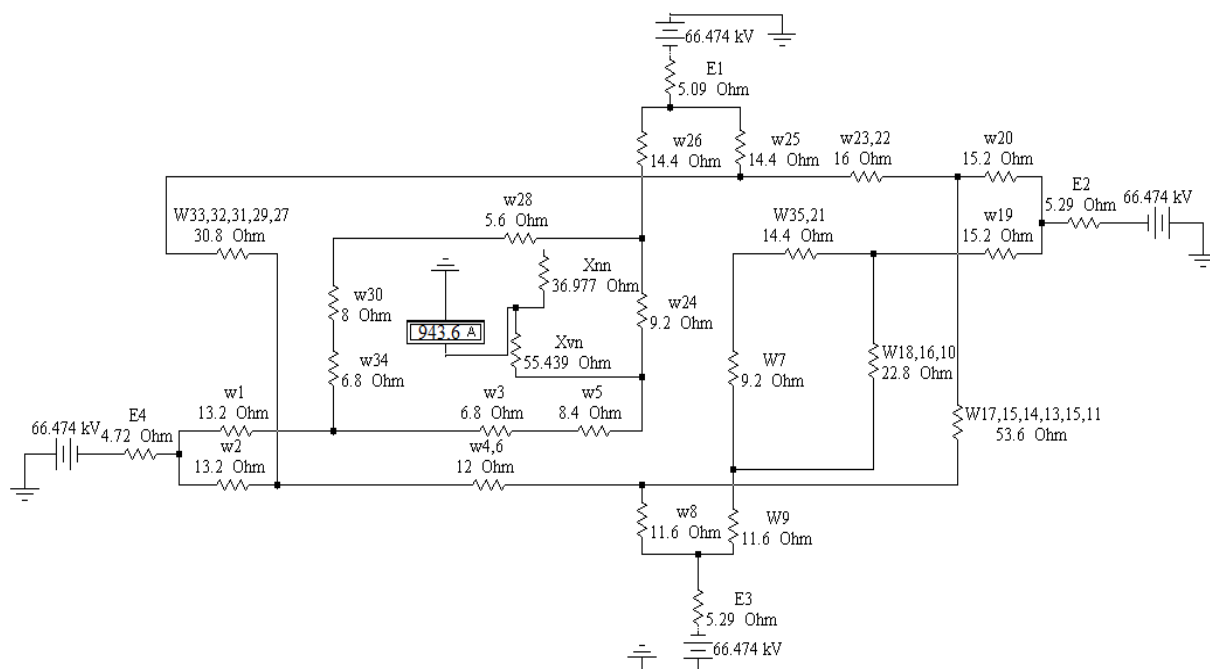 66.474 kV
E1
5.09 Ohm
w26
14.4 Ohm
w25
14.4 Ohm
w23,22
16 Ohm
w20
15.2 Ohm
E2
5.29 Ohm
66.474 kV
w19
15.2 Ohm
W33,32,31,29,27
30.8 Ohm
w28
5.6 Ohm
W35,21
14.4 Ohm
Xnn
36.977 Ohm
w30
8 Ohm
943.6 A
w24
9.2 Ohm
Xvn
55.439 Ohm
w34
6.8 Ohm
W7
9.2 Ohm
W18,16,10
22.8 Ohm
W17,15,14,13,15,11
53.6 Ohm
w1
13.2 Ohm
w3
6.8 Ohm
w5
8.4 Ohm
66.474 kV
E4
4.72 Ohm
w2
13.2 Ohm
w4,6
12 Ohm
w8
11.6 Ohm
W9
11.6 Ohm
E3
5.29 Ohm
66.474 kV